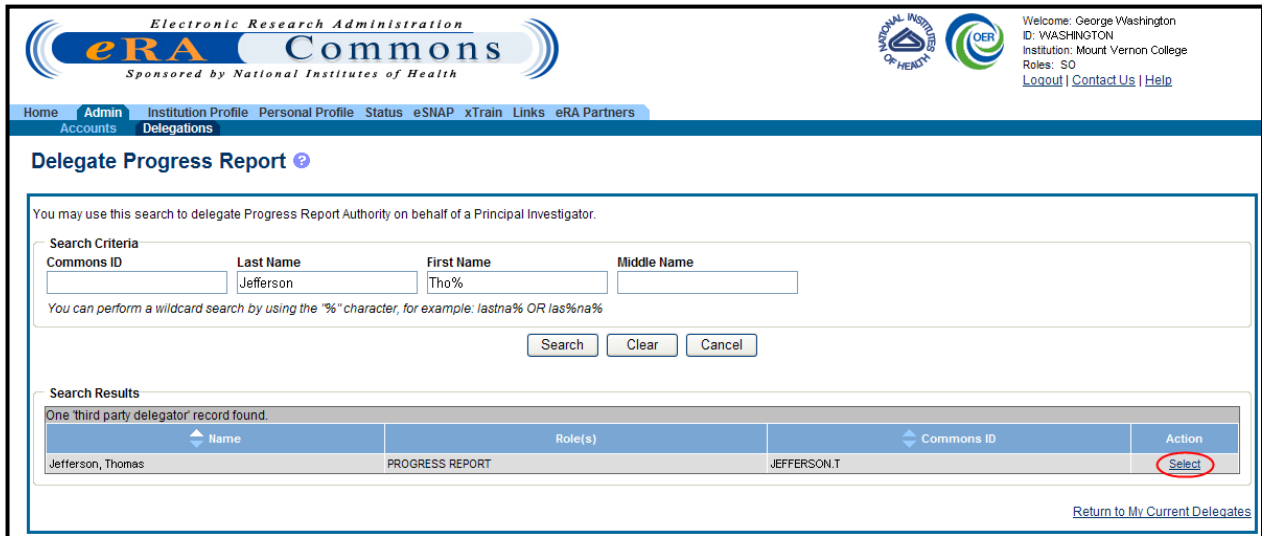 Electronic Research Administration
eRA Commons
Sponsored by National Institutes of Health
NATIONAL INSTITUTES OF HEALTH
OER
Welcome: George Washington
ID: WASHINGTON
Institution: Mount Vernon College
Roles: SO
Logout | Contact Us | Help
Home Admin Institution Profile Personal Profile Status eSNAP xTrain Links eRA Partners
Accounts Delegations
Delegate Progress Report ?
You may use this search to delegate Progress Report Authority on behalf of a Principal Investigator.
Search Criteria
Commons ID Last Name First Name Middle Name
Jefferson Tho%
You can perform a wildcard search by using the "%" character, for example: lastna% OR las%na%
Search Clear Cancel
Search Results
One 'third party delegator' record found.
Name Role(s) Commons ID Action
Jefferson, Thomas PROGRESS REPORT JEFFERSON.T Select
Return to My Current Delegates